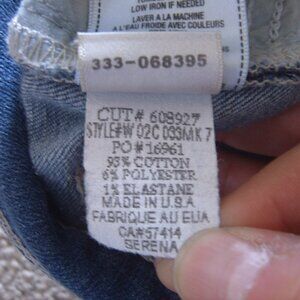 LOW IRON IF NEEDED
LAVER A LA MACHINE
A L'EAU AVEC COULEURS
333-068395
CUT# 608927
STYLE#W 02C 033MK 7
PO #16961
93% COTTON
6% POLYESTER
1% ELASTANE
MADE IN U.S.A
FABRIQUE AU EUA
CA#57414
SERENA